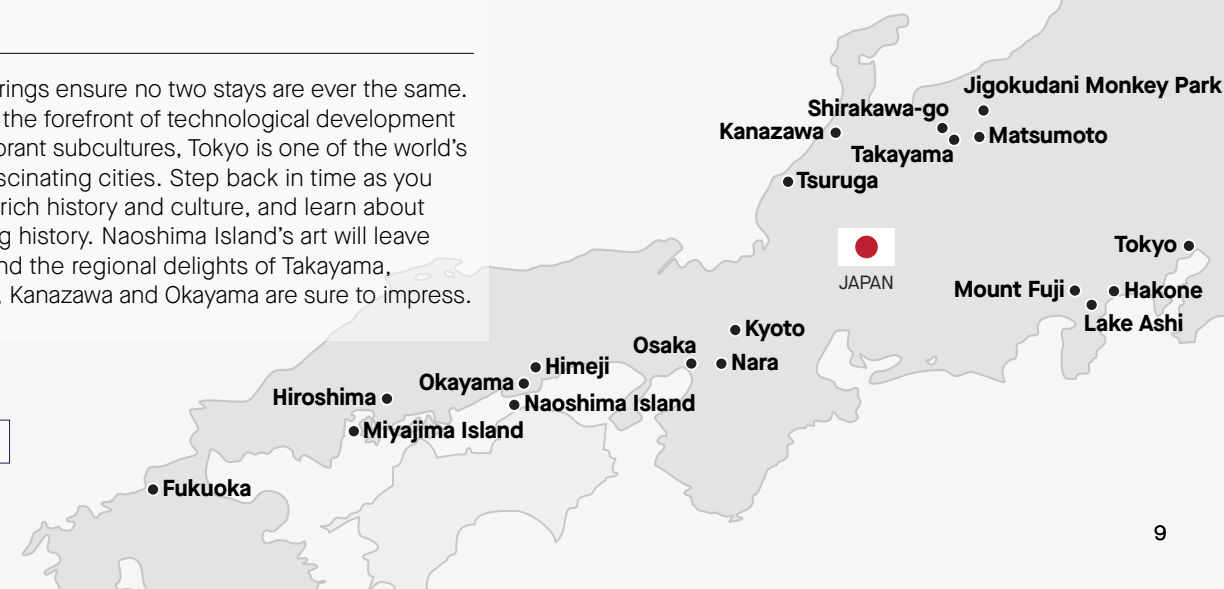 rings ensure no two stays are ever the same.
the forefront of technological development
brant subcultures, Tokyo is one of the world's
scinating cities. Step back in time as you
rich history and culture, and learn about
g history. Naoshima Island's art will leave
nd the regional delights of Takayama,
, Kanazawa and Okayama are sure to impress.
Jigokudani Monkey Park
Shirakawa-go
Kanazawa
Matsumoto
Takayama
Tsuruga
JAPAN
Tokyo
Mount Fuji
Hakone
Lake Ashi
Kyoto
Osaka
Nara
Himeji
Okayama
Naoshima Island
Hiroshima
Miyajima Island
Fukuoka
9